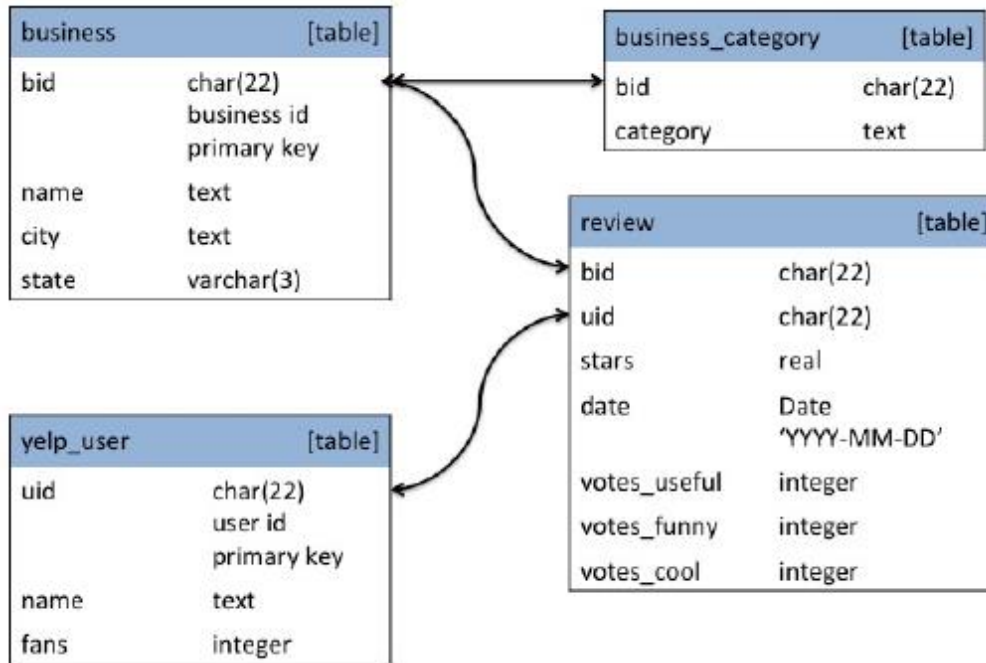 business [table]
bid char(22)
business id
primary key
name text
city text
state varchar(3)
business_category [table]
bid char(22)
category text
review [table]
bid char(22)
uid char(22)
stars real
date Date
‘YYYY-MM-DD’
votes_useful integer
votes_funny integer
votes_cool integer
yelp_user [table]
uid char(22)
user id
primary key
name text
fans integer